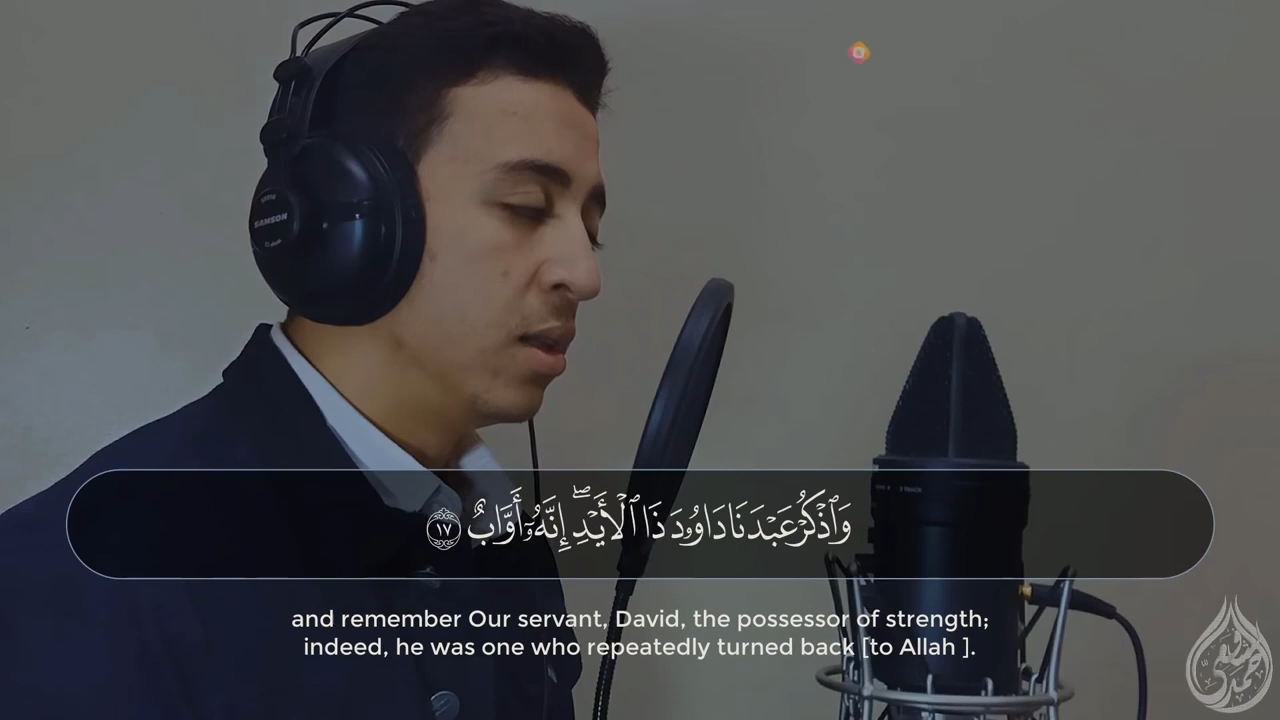 SAMSON
وَٱذْكُرْ عَبْدَنَا دَاوُۥدَ ذَا ٱلْأَيْدِ ۖ إِنَّهُۥٓ أَوَّابٌ ١٧
and remember Our servant, David, the possessor of strength;
indeed, he was one who repeatedly turned back [to Allah ].